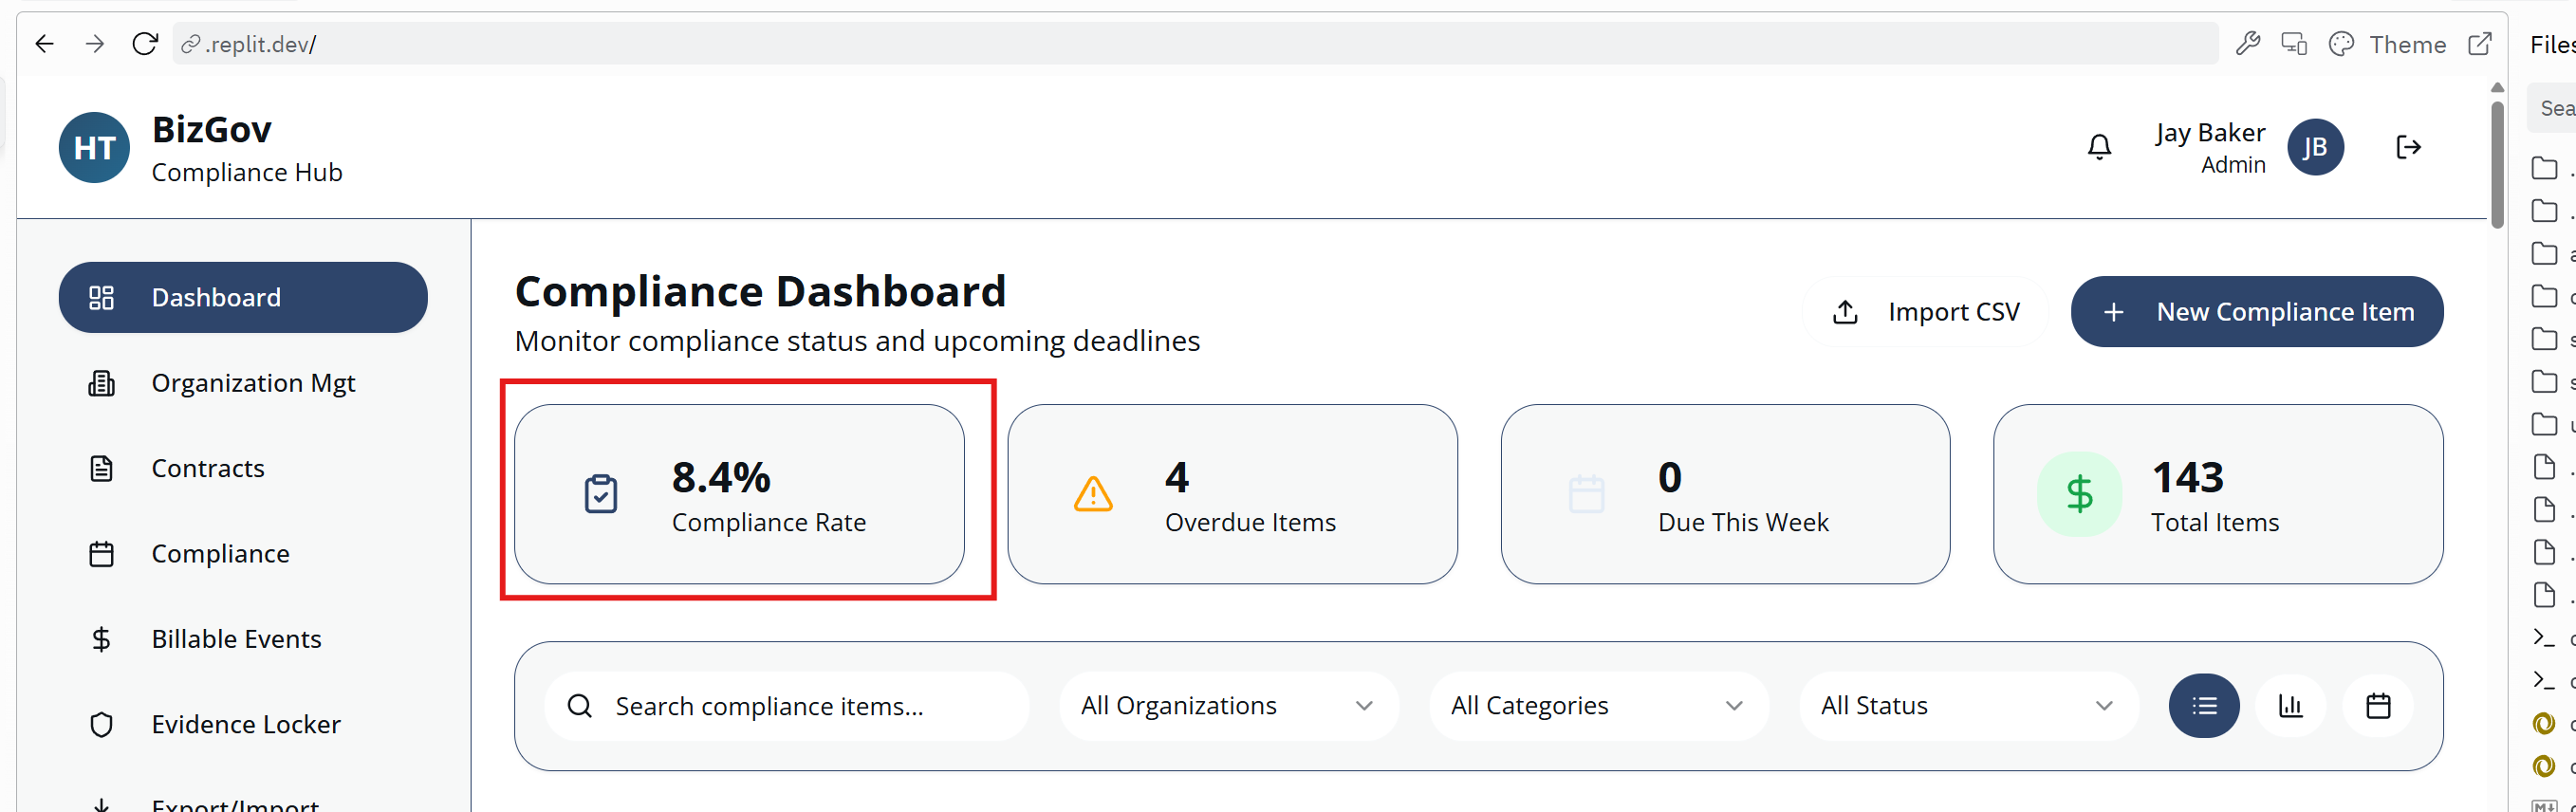 .replit.dev/
Theme
Files
Sea
HT
BizGov
Compliance Hub
Jay Baker
Admin
JB
Dashboard
Organization Mgt
Contracts
Compliance
Billable Events
Evidence Locker
Export/Import
Compliance Dashboard
Monitor compliance status and upcoming deadlines
Import CSV
New Compliance Item
8.4%
Compliance Rate
4
Overdue Items
0
Due This Week
143
Total Items
Search compliance items...
All Organizations
All Categories
All Status